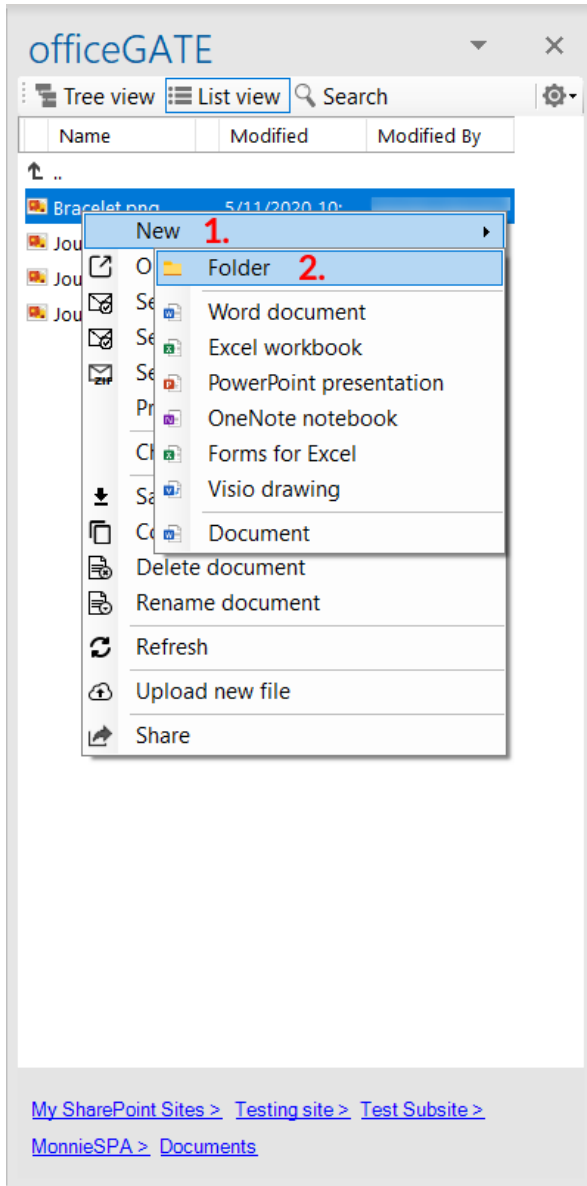 officeGATE
Tree view List view Search
Name Modified Modified By
..
Bracelet.png 5/11/2020 10:
New 1.
Folder 2.
Word document
Excel workbook
PowerPoint presentation
OneNote notebook
Forms for Excel
Visio drawing
Document
Delete document
Rename document
Refresh
Upload new file
Share
My SharePoint Sites > Testing site > Test Subsite >
MonnieSPA > Documents